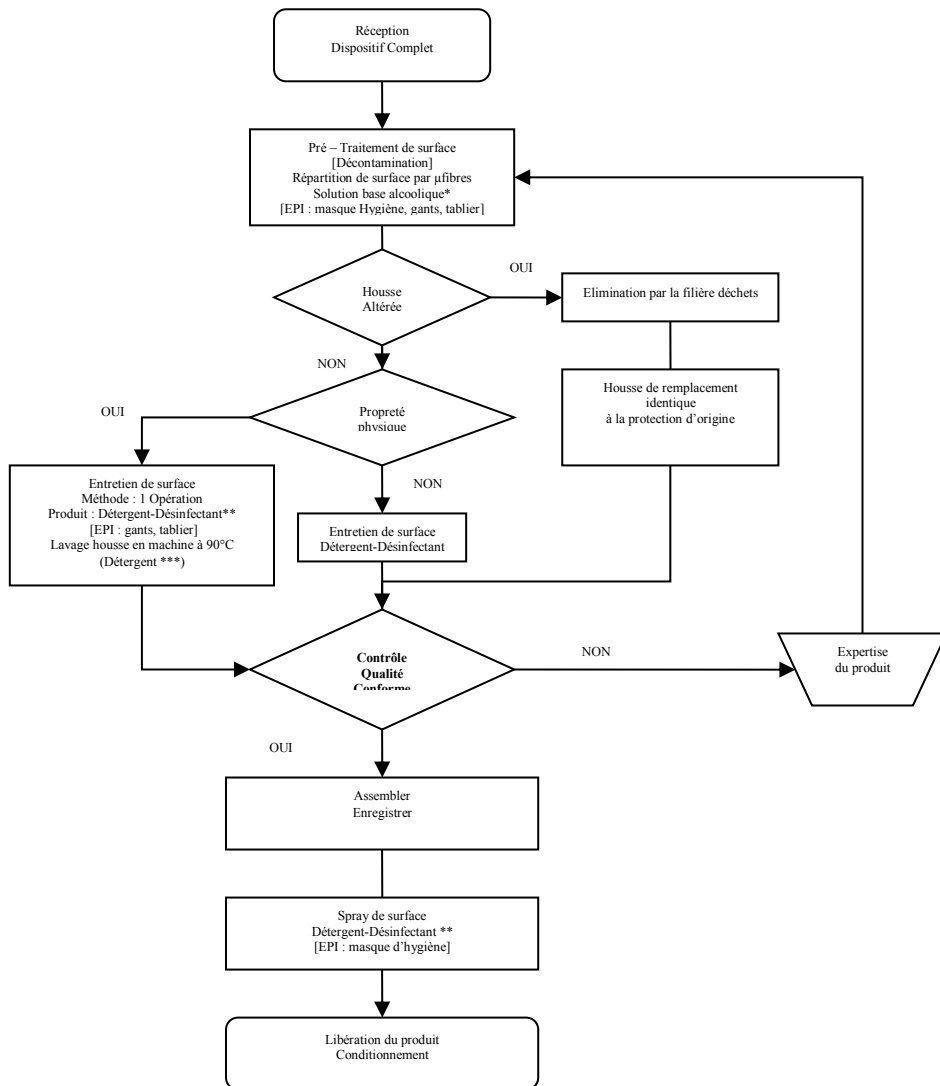 Réception
Dispositif Complet
Pré – Traitement de surface
[Décontamination]
Répartition de surface par µfibres
Solution base alcoolique*
[EPI : masque Hygiène, gants, tablier]
OUI
Housse
Altérée
Elimination par la filière déchets
NON
Housse de remplacement
identique
à la protection d’origine
OUI
Propreté
physique
NON
Entretien de surface
Méthode : 1 Opération
Produit : Détergent-Désinfectant**
[EPI : gants, tablier]
Lavage housse en machine à 90°C
(Détergent ***)
Entretien de surface
Détergent-Désinfectant
Contrôle
Qualité
Conforme
NON
Expertise
du produit
OUI
Assembler
Enregistrer
Spray de surface
Détergent-Désinfectant **
[EPI : masque d’hygiène]
Libération du produit
Conditionnement